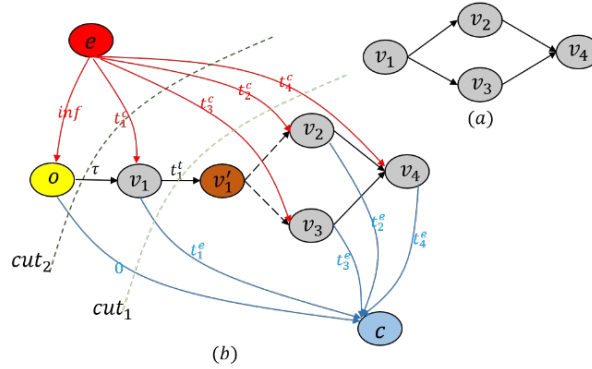 e
v₂
v₁
v₄
v₃
(a)
inf
t₁ᶜ
t₃ᶜ
t₂ᶜ
t₄ᶜ
o
τ
v₁
t₁ᵗ
v₁′
v₂
v₄
v₃
cut₂
cut₁
0
t₁ᵉ
t₃ᵉ
t₂ᵉ
t₄ᵉ
c
(b)